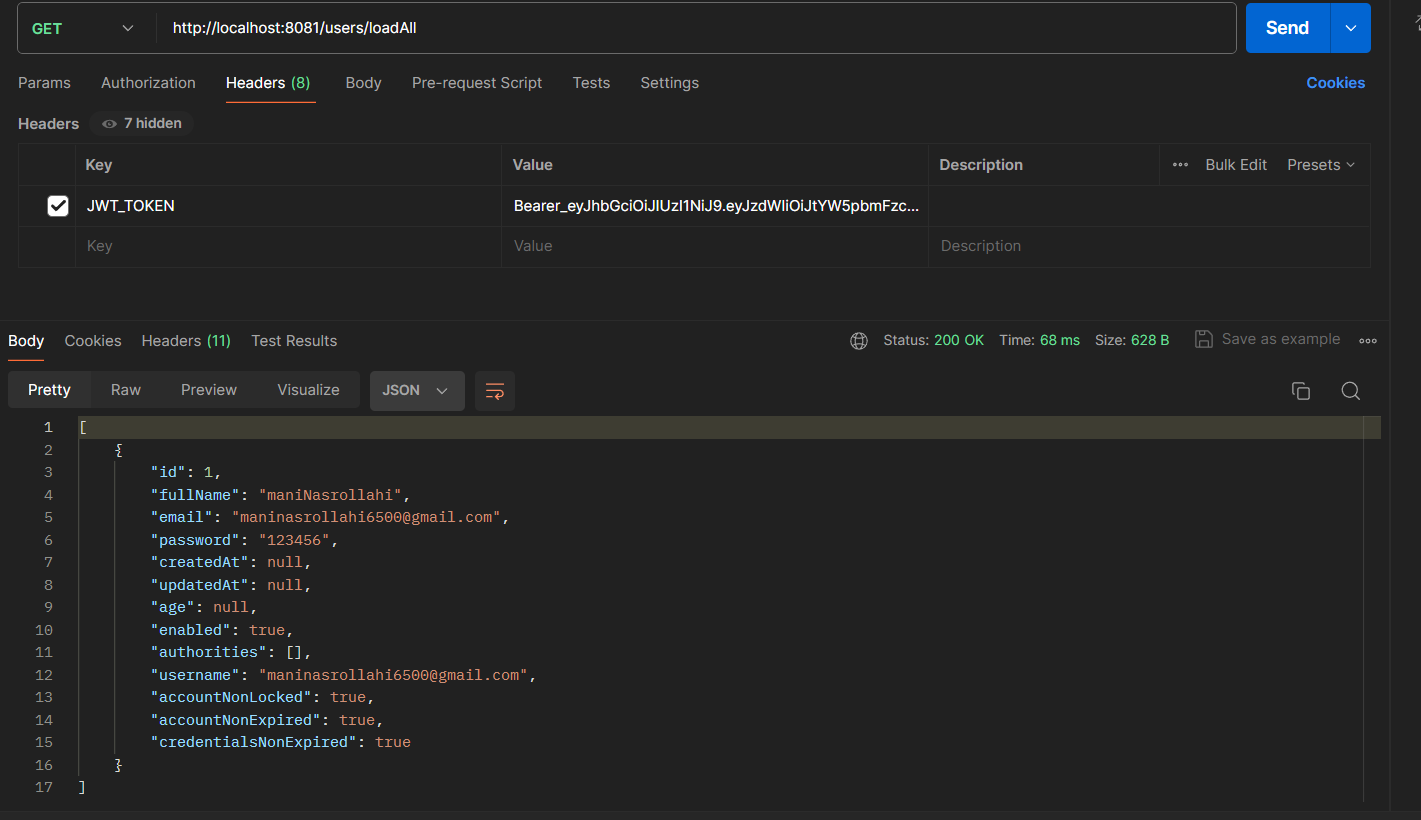 GET http://localhost:8081/users/loadAll Send
Params Authorization Headers (8) Body Pre-request Script Tests Settings Cookies
Headers 7 hidden
Key Value Description Bulk Edit Presets
JWT_TOKEN Bearer_eyJhbGciOiJIUzI1NiJ9.eyJzdWIiOiJtYW5pbmFzc...
Key Value Description
Body Cookies Headers (11) Test Results Status: 200 OK Time: 68 ms Size: 628 B Save as example
Pretty Raw Preview Visualize JSON
1 [
2 {
3 "id": 1,
4 "fullName": "maniNasrollahi",
5 "email": "maninasrollahi6500@gmail.com",
6 "password": "123456",
7 "createdAt": null,
8 "updatedAt": null,
9 "age": null,
10 "enabled": true,
11 "authorities": [],
12 "username": "maninasrollahi6500@gmail.com",
13 "accountNonLocked": true,
14 "accountNonExpired": true,
15 "credentialsNonExpired": true
16 }
17 ]